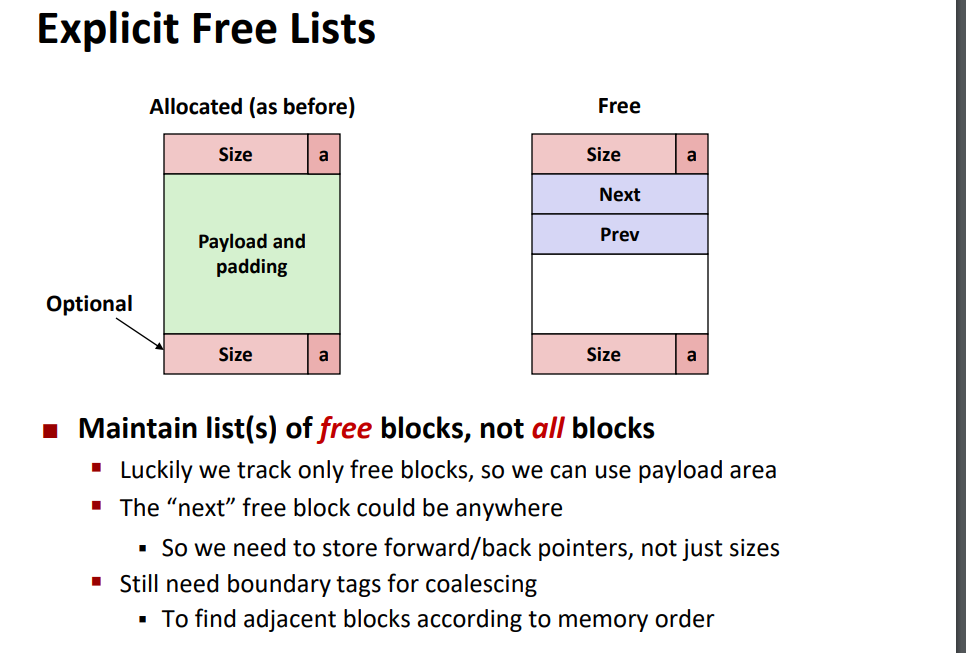 Explicit Free Lists
Allocated (as before)
Free
Size a
Size a
Next
Prev
Payload and
padding
Optional
Size a
Size a
Maintain list(s) of free blocks, not all blocks
Luckily we track only free blocks, so we can use payload area
The “next” free block could be anywhere
So we need to store forward/back pointers, not just sizes
Still need boundary tags for coalescing
To find adjacent blocks according to memory order